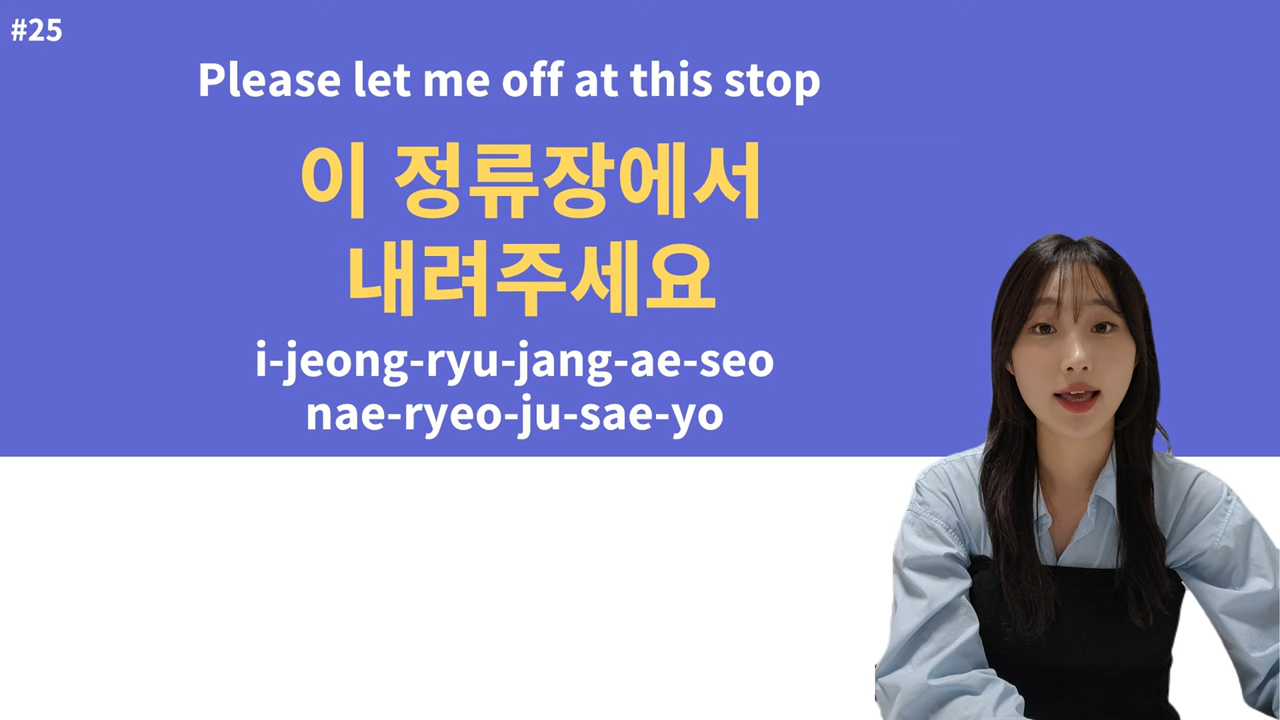 #25
Please let me off at this stop
이 정류장에서
내려주세요
i-jeong-ryu-jang-ae-seo
nae-ryeo-ju-sae-yo